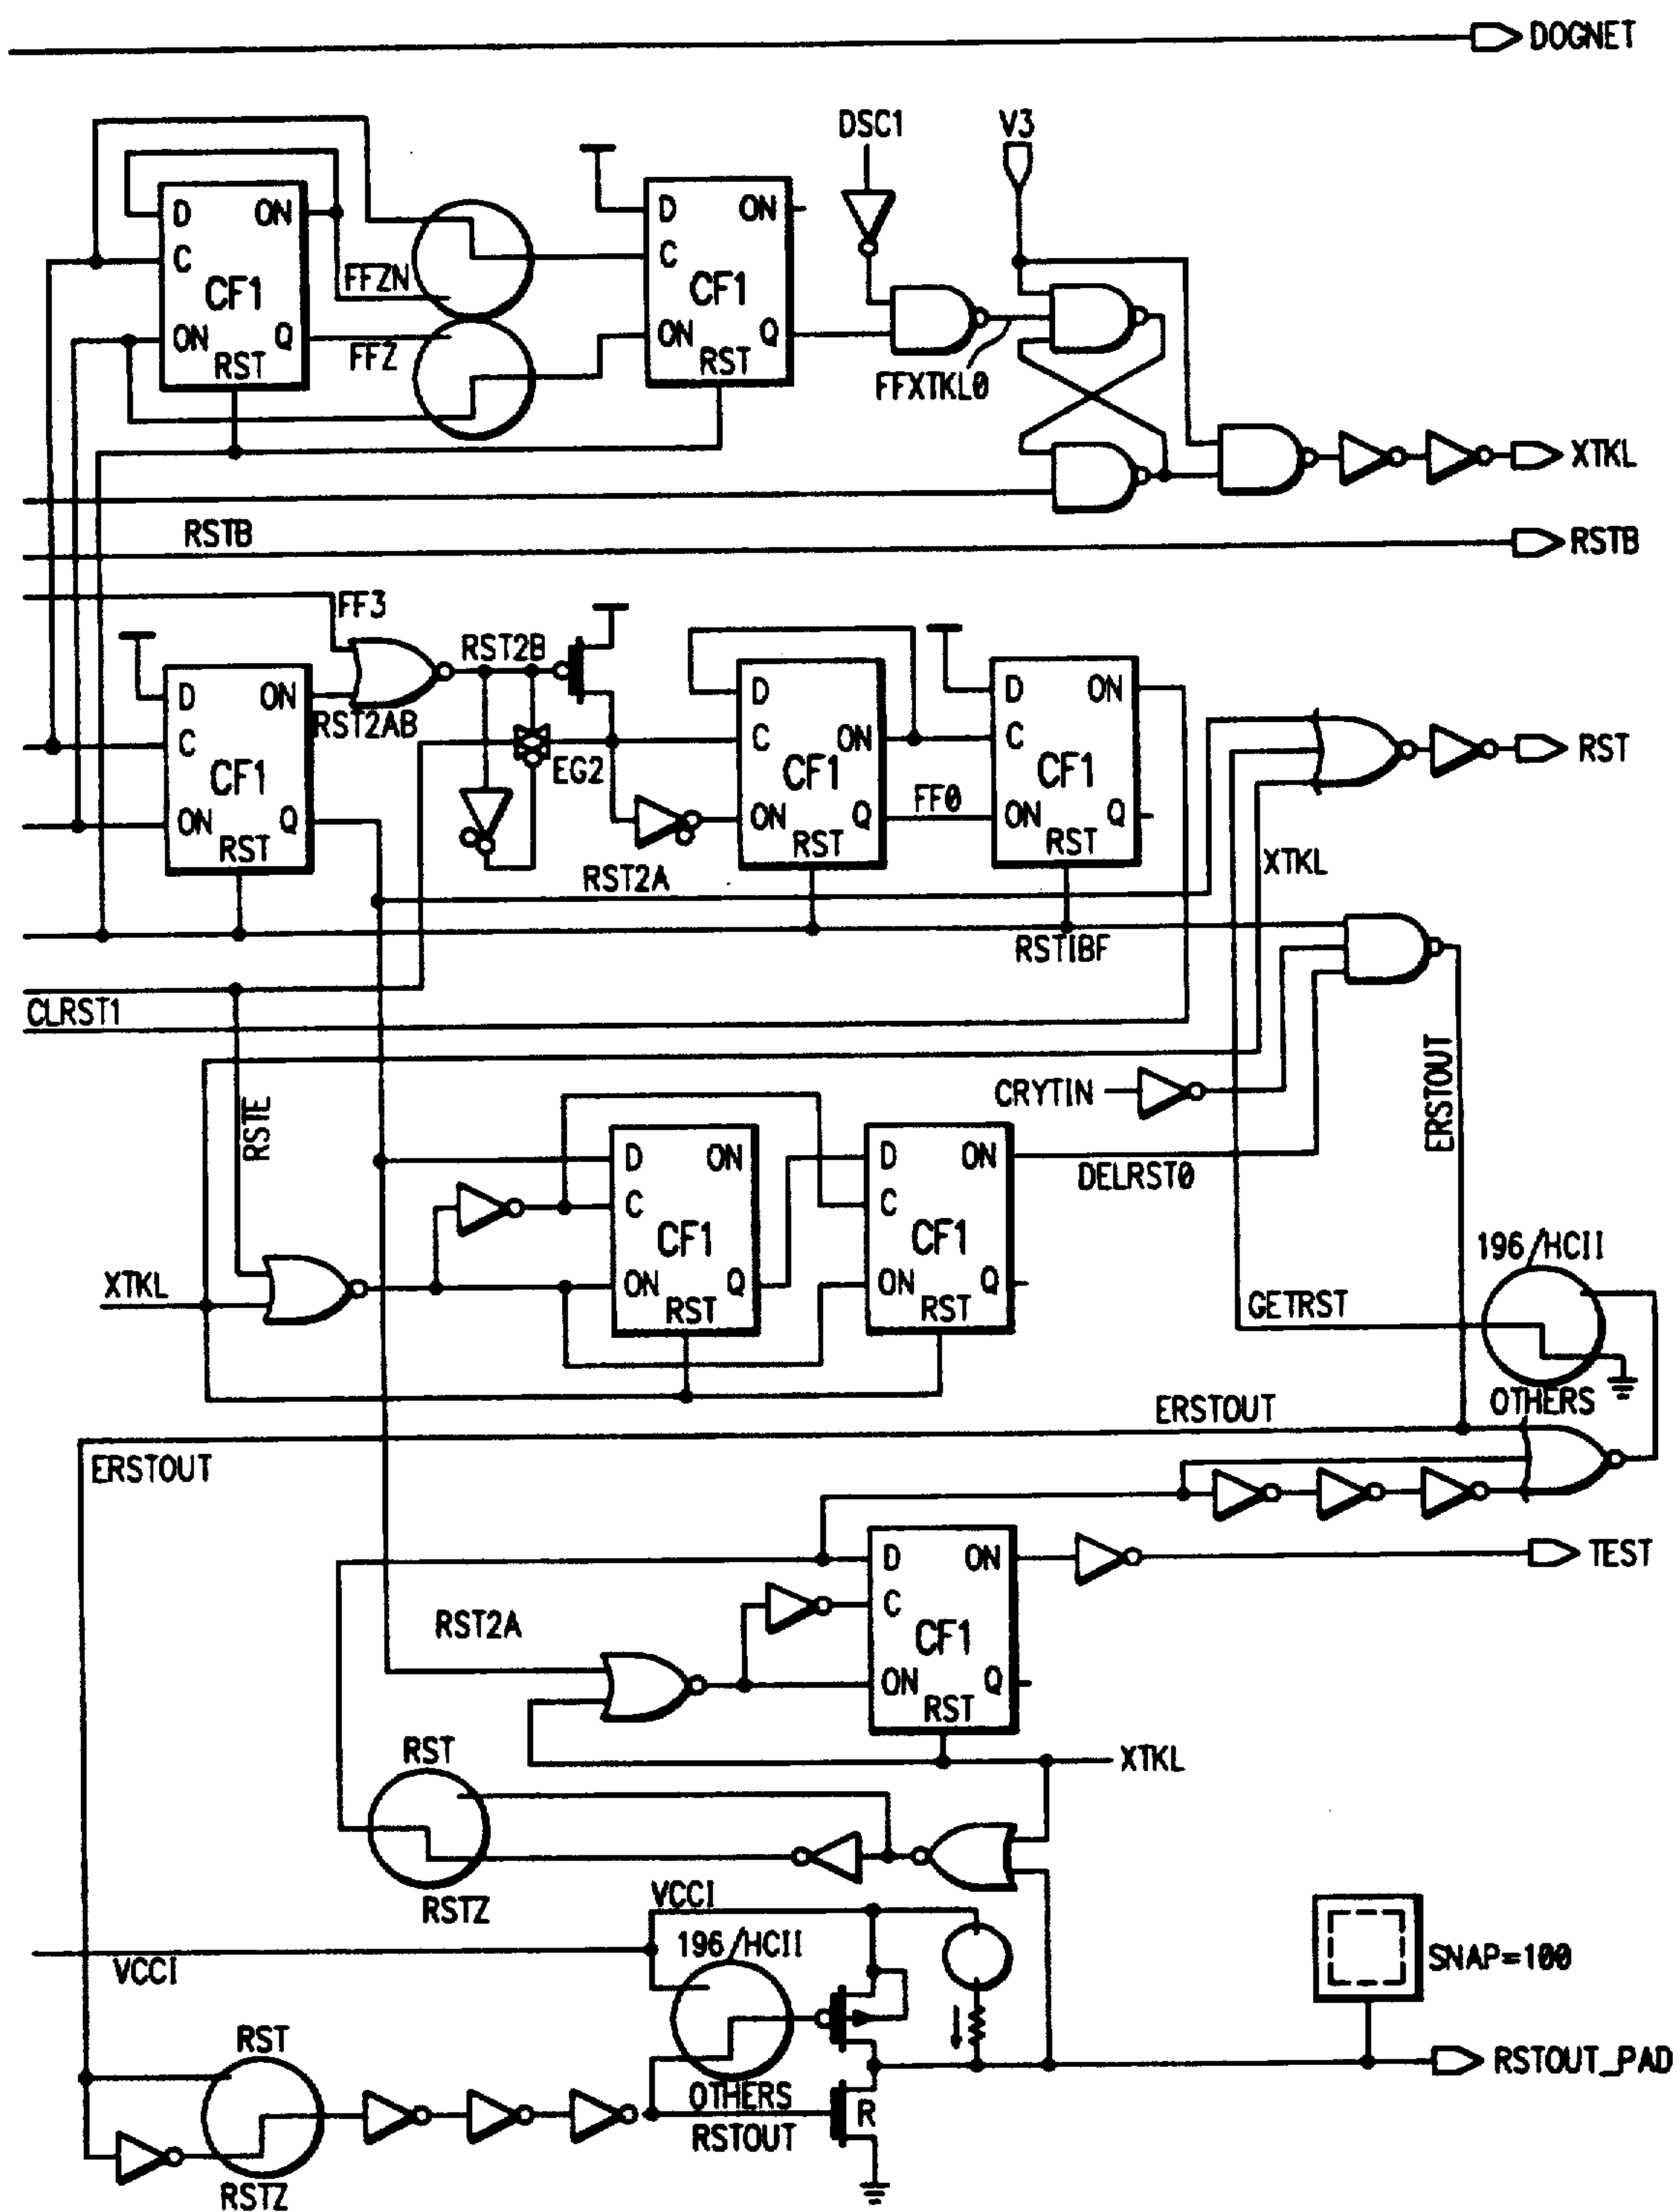 DOGNET
DSC1
V3
D ON
C
CF1
ON Q
RST
FFZN
FFZ
D ON
C
CF1
ON Q
RST
FFXTKL0
XTKL
RSTB
RSTB
FF3
RST2B
D ON
C
CF1
ON Q
RST
RST2AB
EG2
D
C ON
CF1
ON Q
RST
FF0
D ON
C
CF1
ON Q
RST
RST
RST2A
XTKL
RSTIBF
CLRST1
ERSTOUT
CRYTIN
RSTE
D ON
C
CF1
ON Q
RST
D ON
C
CF1
ON Q
RST
DELRST0
XTKL
196/HCII
GETRST
OTHERS
ERSTOUT
ERSTOUT
D ON
C
CF1
ON Q
RST
TEST
RST2A
RST
XTKL
RSTZ
VCCI
VCCI
196/HCII
SNAP=100
RST
OTHERS
RSTOUT
R
RSTOUT_PAD
RSTZ